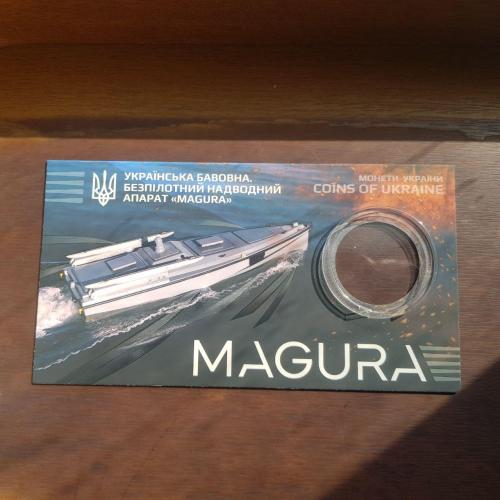 УКРАЇНСЬКА БАВОВНА.
БЕЗПІЛОТНИЙ НАДВОДНИЙ
АПАРАТ «MAGURA»
МОНЕТИ УКРАЇНИ
COINS OF UKRAINE
MAGURA